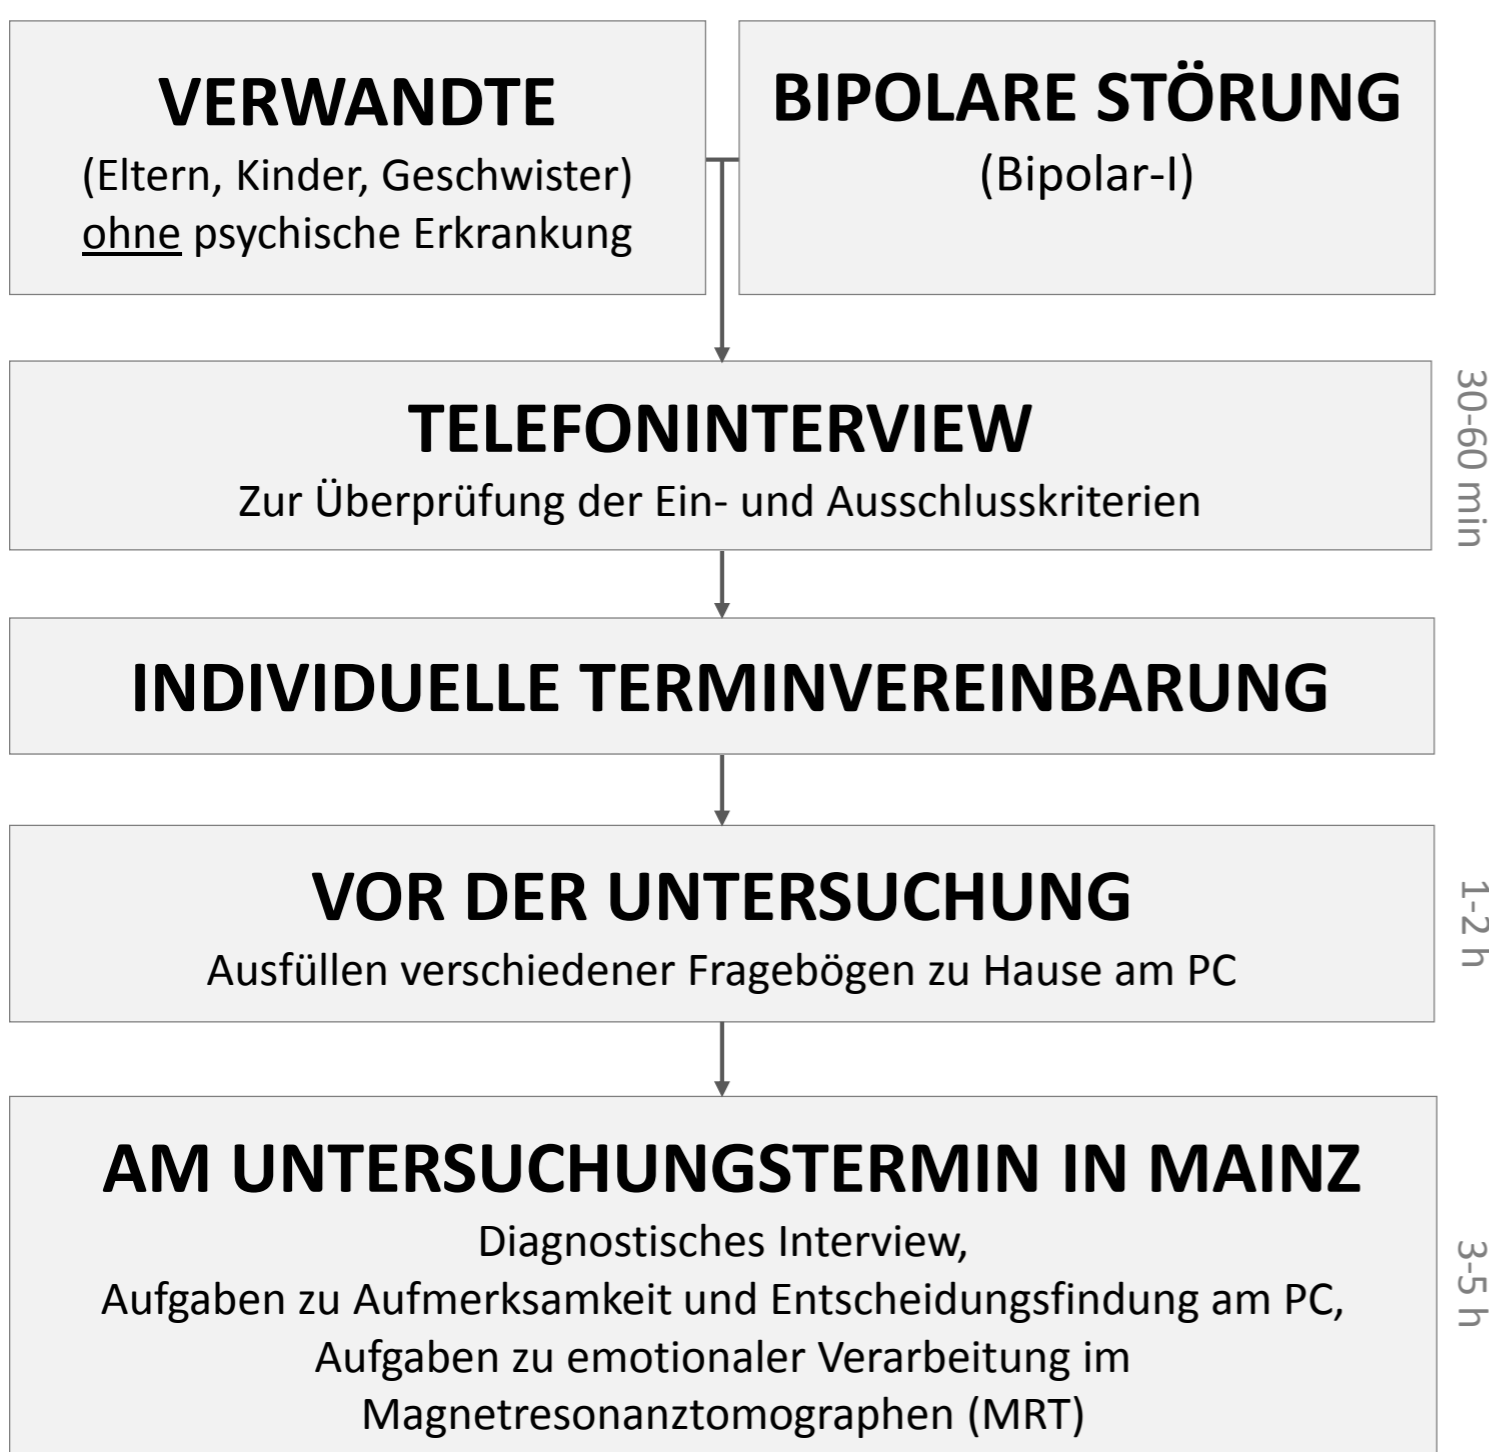 VERWANDTE
(Eltern, Kinder, Geschwister)
ohne psychische Erkrankung
BIPOLARE STÖRUNG
(Bipolar-I)
TELEFONINTERVIEW
Zur Überprüfung der Ein- und Ausschlusskriterien
30-60 min
INDIVIDUELLE TERMINVEREINBARUNG
VOR DER UNTERSUCHUNG
Ausfüllen verschiedener Fragebögen zu Hause am PC
1-2 h
AM UNTERSUCHUNGSTERMIN IN MAINZ
Diagnostisches Interview,
Aufgaben zu Aufmerksamkeit und Entscheidungsfindung am PC,
Aufgaben zu emotionaler Verarbeitung im
Magnetresonanztomographen (MRT)
3-5 h